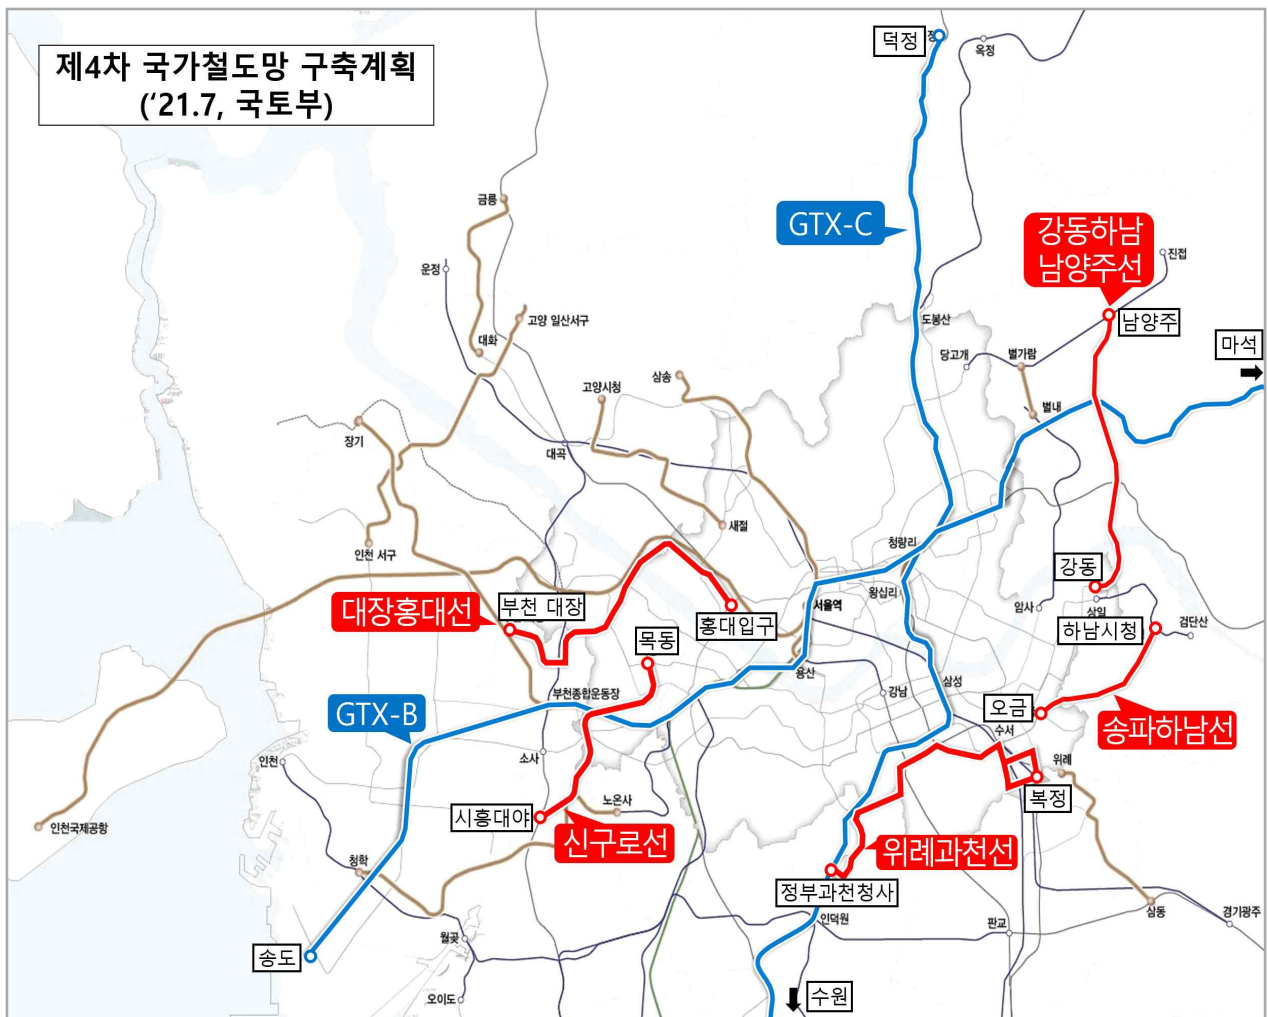 제4차 국가철도망 구축계획
(‘21.7, 국토부)
덕정
옥정
금릉
GTX-C
강동하남
남양주선
진접
운정
고양 일산서구
도봉산
남양주
대화
당고개
별가람
마석
고양시청
삼송
별내
장기
대곡
새절
인천 서구
청량리
강동
왕십리
대장홍대선
부천 대장
홍대입구
서울역
암사
상일
하남시청
검단산
목동
용산
부천종합운동장
강남
삼성
GTX-B
오금
송파하남선
수서
인천
소사
위례
복정
노온사
시흥대야
신구로선
인천국제공항
위례과천선
청학
정부과천청사
인덕원
판교
삼동
경기광주
월곶
송도
오이도
수원